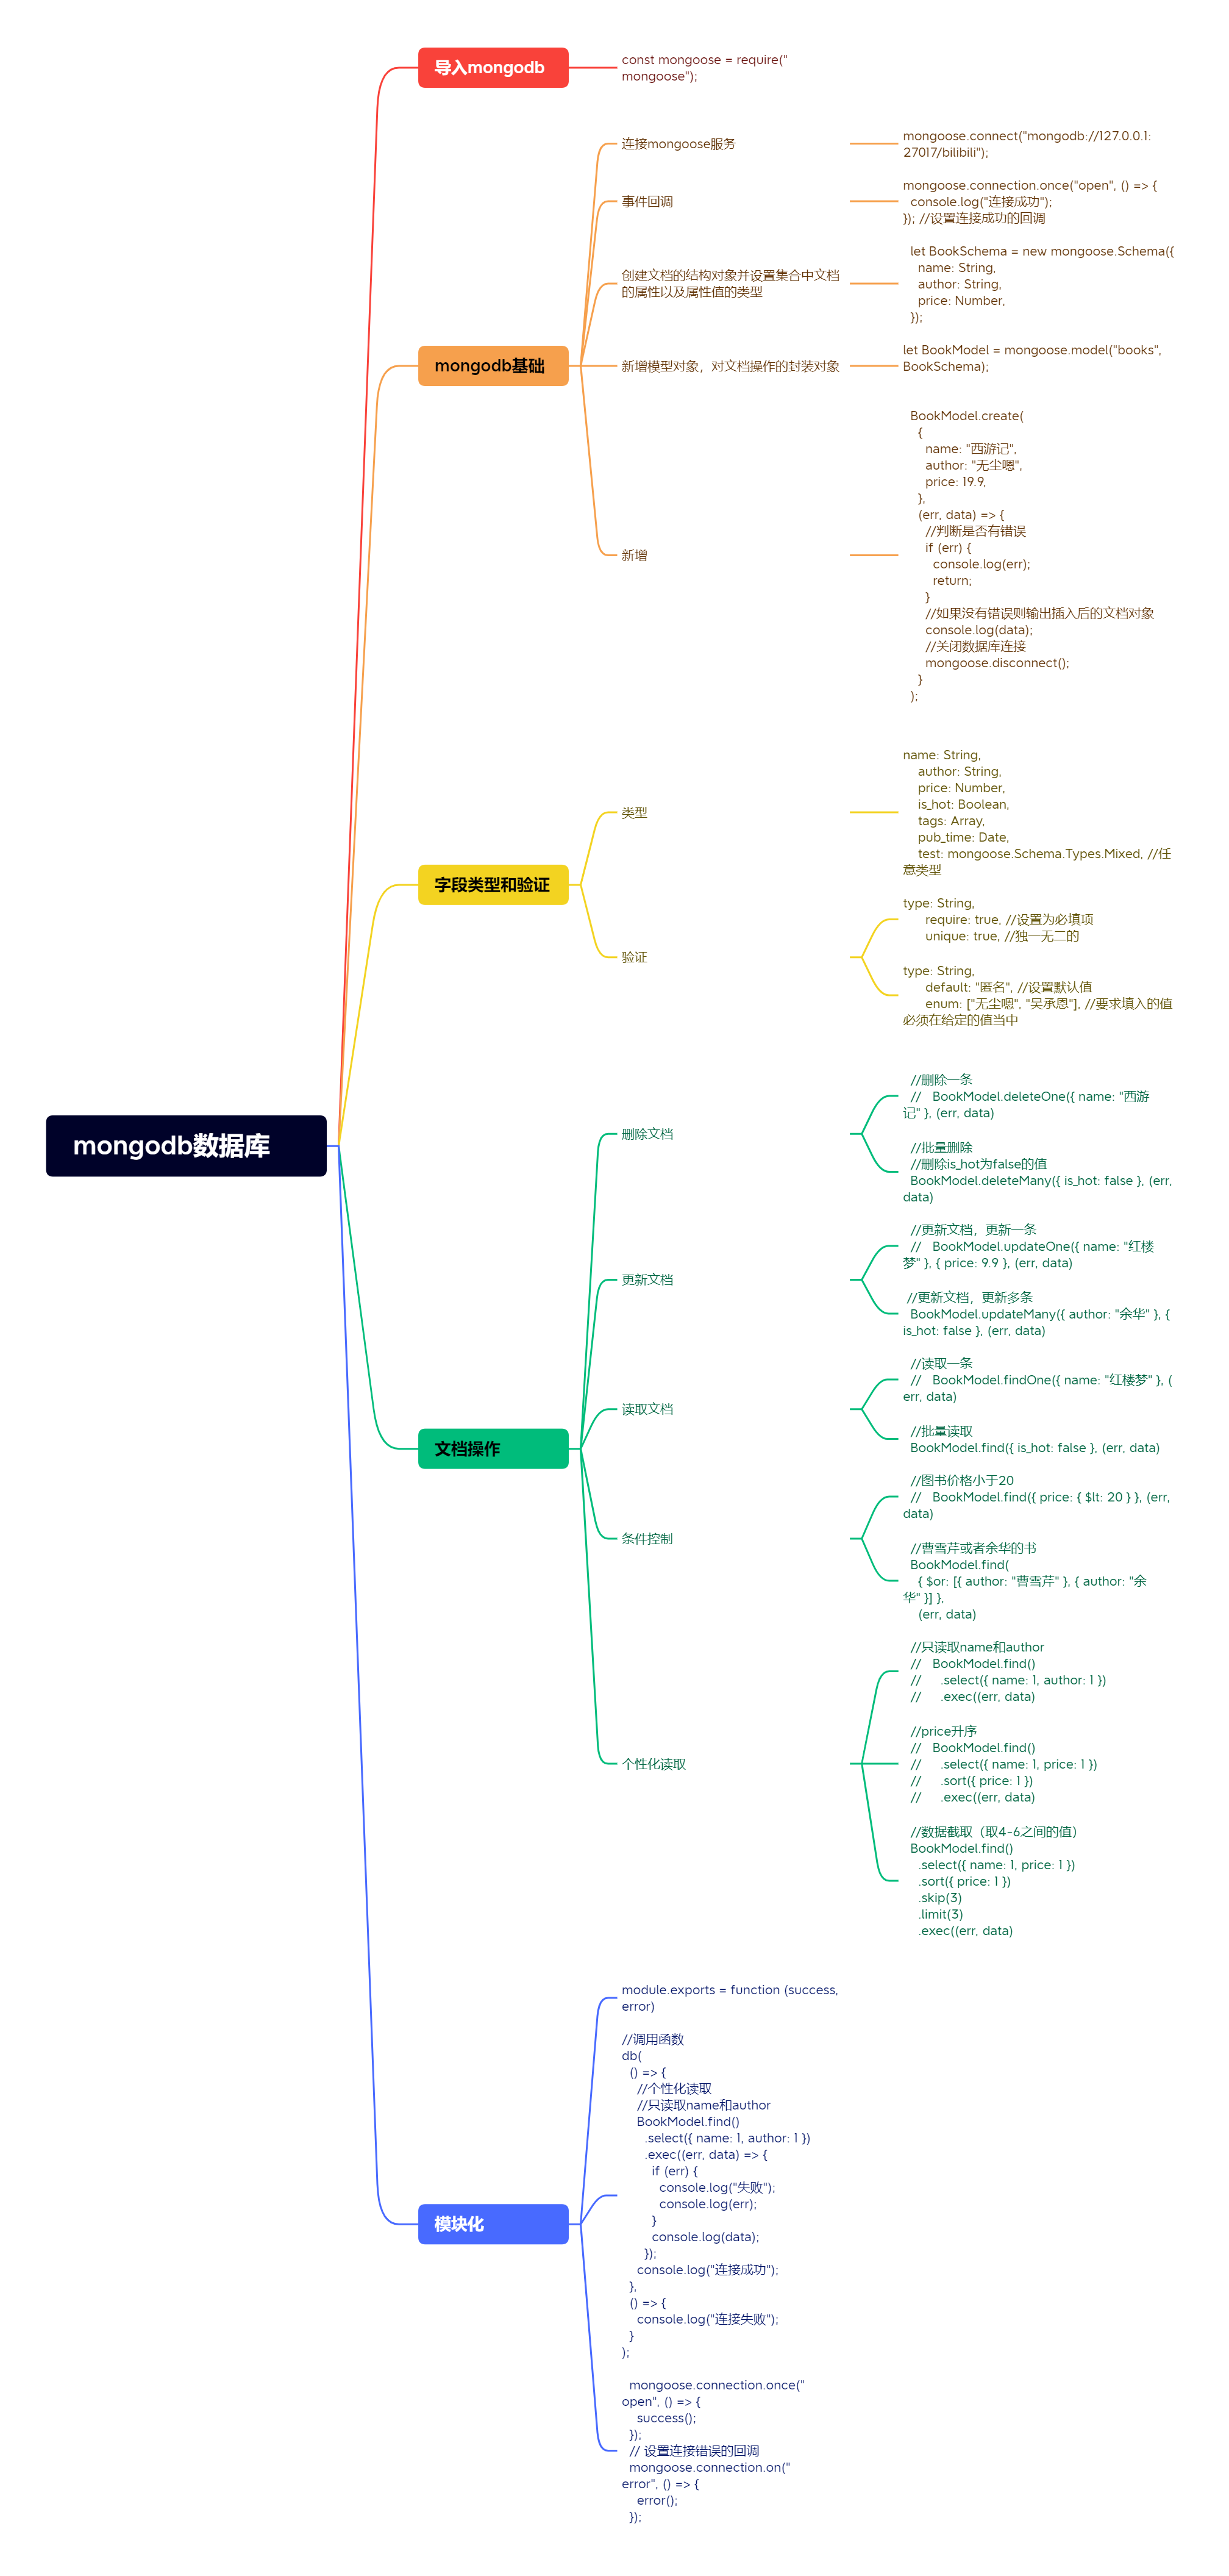 导入mongodb
const mongoose = require("
mongoose");
连接mongoose服务
mongoose.connect("mongodb://127.0.0.1:
27017/bilibili");
事件回调
mongoose.connection.once("open", () => {
console.log("连接成功");
}); //设置连接成功的回调
创建文档的结构对象并设置集合中文档
的属性以及属性值的类型
let BookSchema = new mongoose.Schema({
name: String,
author: String,
price: Number,
});
mongodb基础
新增模型对象，对文档操作的封装对象
let BookModel = mongoose.model("books",
BookSchema);
新增
BookModel.create(
{
name: "西游记",
author: "无尘嗯",
price: 19.9,
},
(err, data) => {
//判断是否有错误
if (err) {
console.log(err);
return;
}
//如果没有错误则输出插入后的文档对象
console.log(data);
//关闭数据库连接
mongoose.disconnect();
}
);
字段类型和验证
类型
name: String,
author: String,
price: Number,
is_hot: Boolean,
tags: Array,
pub_time: Date,
test: mongoose.Schema.Types.Mixed, //任
意类型
验证
type: String,
require: true, //设置为必填项
unique: true, //独一无二的
type: String,
default: "匿名", //设置默认值
enum: ["无尘嗯", "吴承恩"], //要求填入的值
必须在给定的值当中
mongodb数据库
文档操作
删除文档
//删除一条
// BookModel.deleteOne({ name: "西游
记" }, (err, data)
//批量删除
//删除is_hot为false的值
BookModel.deleteMany({ is_hot: false }, (err,
data)
更新文档
//更新文档，更新一条
// BookModel.updateOne({ name: "红楼
梦" }, { price: 9.9 }, (err, data)
//更新文档，更新多条
BookModel.updateMany({ author: "余华" }, {
is_hot: false }, (err, data)
读取文档
//读取一条
// BookModel.findOne({ name: "红楼梦" }, (
err, data)
//批量读取
BookModel.find({ is_hot: false }, (err, data)
条件控制
//图书价格小于20
// BookModel.find({ price: { $lt: 20 } }, (err,
data)
//曹雪芹或者余华的书
BookModel.find(
{ $or: [{ author: "曹雪芹" }, { author: "余
华" }] },
(err, data)
个性化读取
//只读取name和author
// BookModel.find()
// .select({ name: 1, author: 1 })
// .exec((err, data)
//price升序
// BookModel.find()
// .select({ name: 1, price: 1 })
// .sort({ price: 1 })
// .exec((err, data)
//数据截取（取4-6之间的值）
BookModel.find()
.select({ name: 1, price: 1 })
.sort({ price: 1 })
.skip(3)
.limit(3)
.exec((err, data)
模块化
module.exports = function (success,
error)
//调用函数
db(
() => {
//个性化读取
//只读取name和author
BookModel.find()
.select({ name: 1, author: 1 })
.exec((err, data) => {
if (err) {
console.log("失败");
console.log(err);
}
console.log(data);
});
console.log("连接成功");
},
() => {
console.log("连接失败");
}
);
mongoose.connection.once("
open", () => {
success();
});
// 设置连接错误的回调
mongoose.connection.on("
error", () => {
error();
});